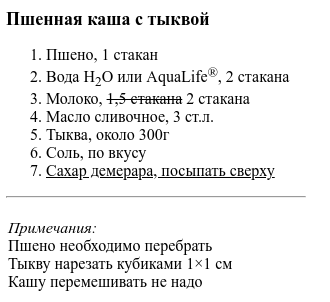 Пшенная каша с тыквой
1. Пшено, 1 стакан
2. Вода H₂O или AquaLife®, 2 стакана
3. Молоко, 1,5 стакана 2 стакана
4. Масло сливочное, 3 ст.л.
5. Тыква, около 300г
6. Соль, по вкусу
7. Сахар демерара, посыпать сверху
Примечания:
Пшено необходимо перебрать
Тыкву нарезать кубиками 1×1 см
Кашу перемешивать не надо